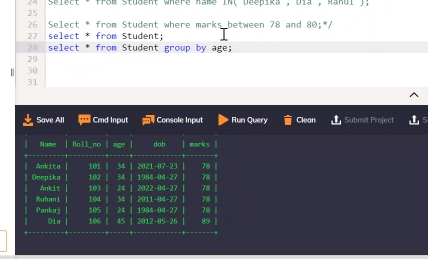 24 Select * from Student where name IN('Deepika', 'Dia', 'Rahul');
25
26 Select * from Student where marks between 78 and 80;*/
27 select * from Student;
28 select * from Student group by age;
29
30
31
Save All Cmd Input Console Input Run Query Clean Submit Project S
| Name | Roll_no | age | dob | marks |
+--------+---------+-----+------------+-------+
| Ankita | 101 | 34 | 2021-07-23 | 78 |
| Deepika | 102 | 34 | 1984-04-27 | 78 |
| Ankit | 103 | 24 | 2022-04-27 | 78 |
| Ruhani | 104 | 34 | 2011-04-27 | 78 |
| Pankaj | 105 | 24 | 1984-04-27 | 78 |
| Dia | 106 | 45 | 2012-05-26 | 89 |
+--------+---------+-----+------------+-------+